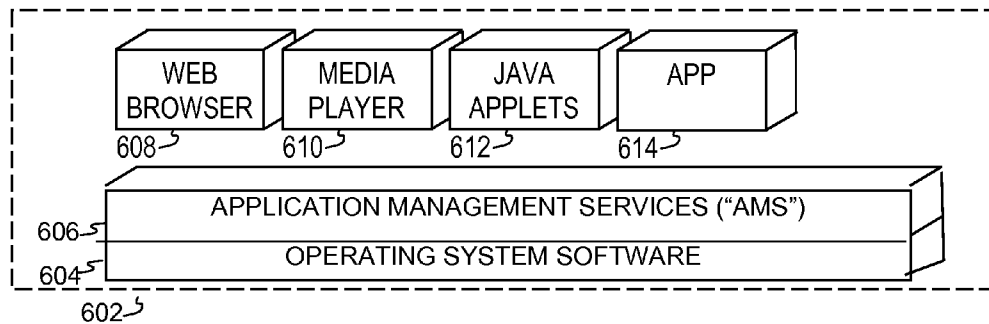 WEB BROWSER
MEDIA PLAYER
JAVA APPLETS
APP
608
610
612
614
APPLICATION MANAGEMENT SERVICES (“AMS”)
606
OPERATING SYSTEM SOFTWARE
604
602